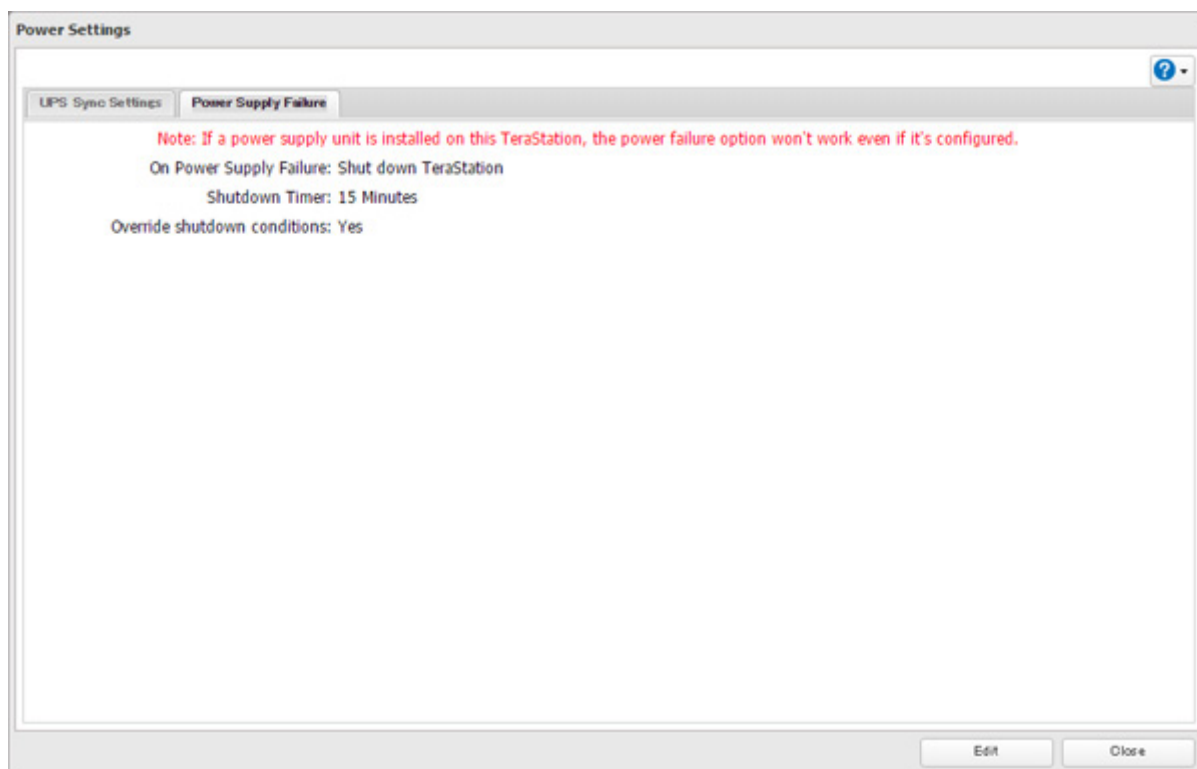 Power Settings
?
UPS Sync Settings
Power Supply Failure
Note: If a power supply unit is installed on this TeraStation, the power failure option won't work even if it's configured.
On Power Supply Failure: Shut down TeraStation
Shutdown Timer: 15 Minutes
Override shutdown conditions: Yes
Edit
Close